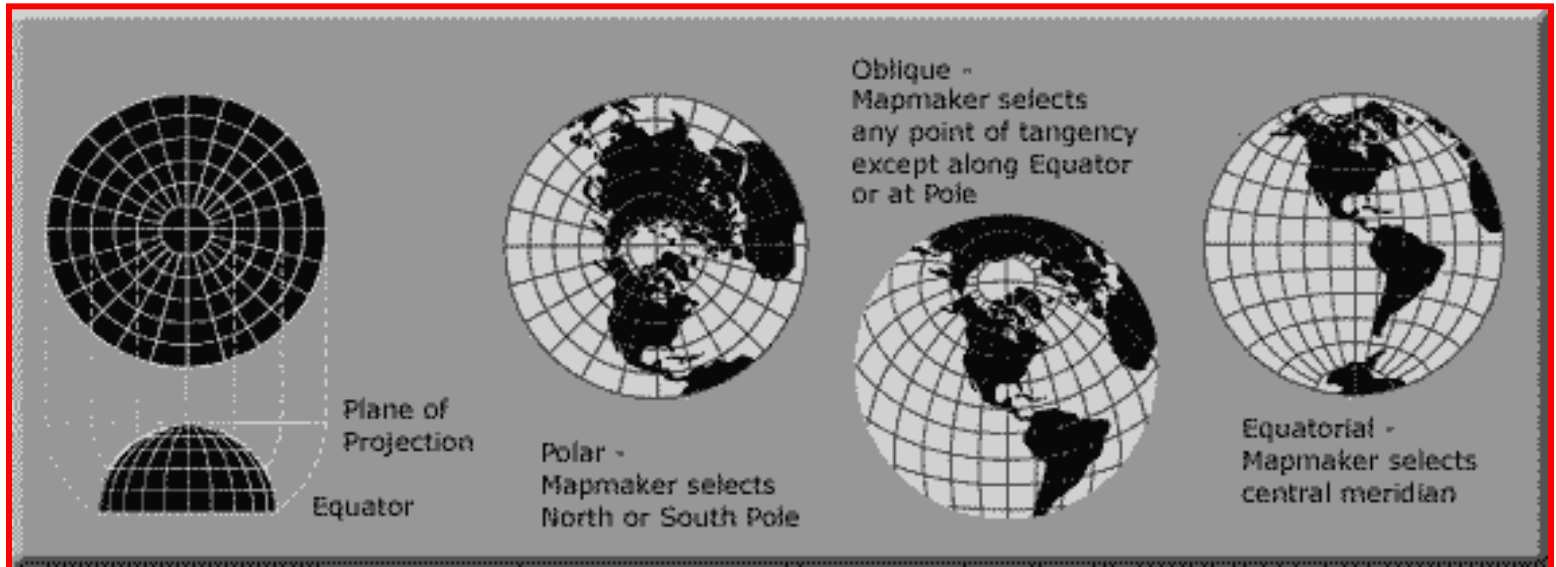 Plane of
Projection
Equator
Polar -
Mapmaker selects
North or South Pole
Oblique -
Mapmaker selects
any point of tangency
except along Equator
or at Pole
Equatorial -
Mapmaker selects
central meridian